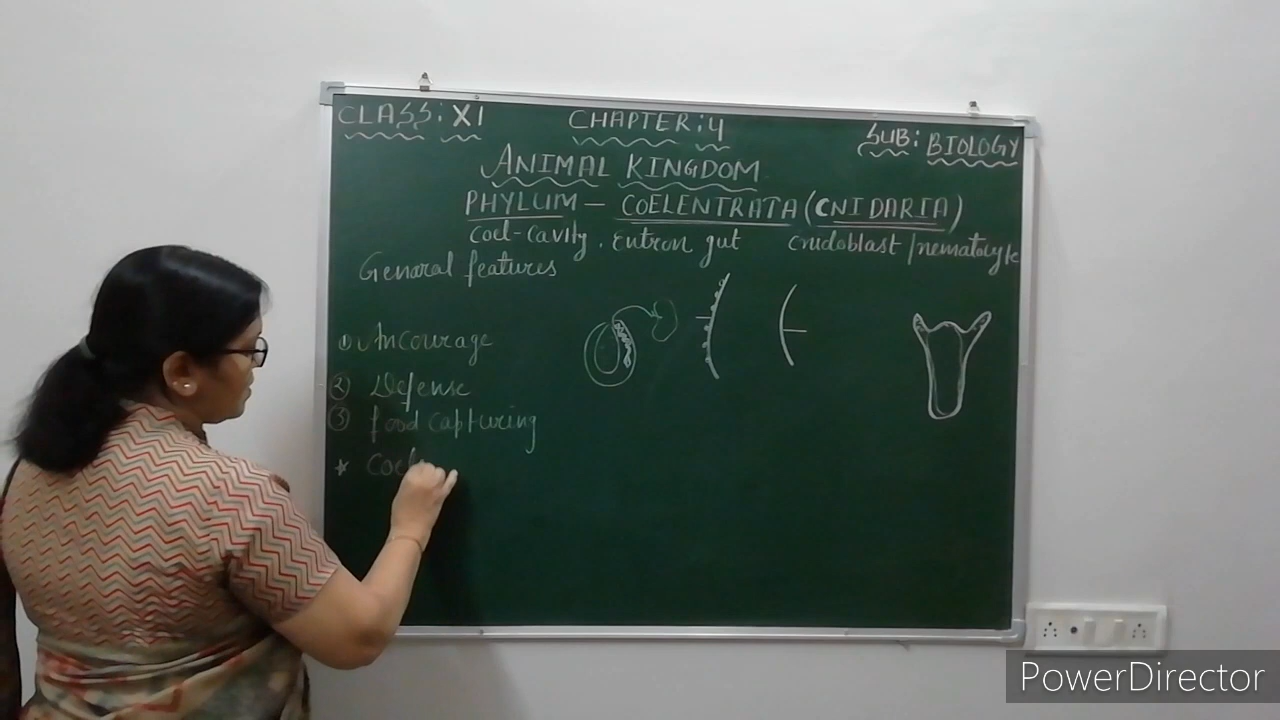 CLASS: XI CHAPTER: 4 SUB: BIOLOGY
ANIMAL KINGDOM
PHYLUM - COELENTRATA (CNIDARIA)
coel-cavity. Entron gut cnidoblast/nematocyte
General features
① Ancourage
② Defense
③ food capturing
* Coel
PowerDirector